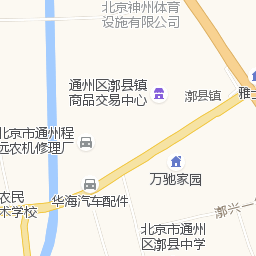 北京神州体育
设施有限公司
通州区漷县镇
商品交易中心
漷县镇
雅士
北京市通州程
远农机修理厂
万驰家园
农民
术学校
华海汽车配件
漷兴一
北京市通州
区漷县中学